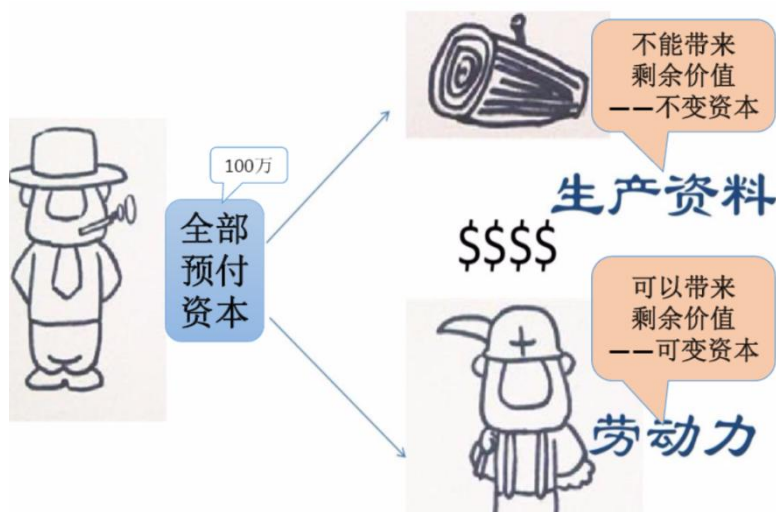 100万
全部
预付
资本
不能带来
剩余价值
——不变资本
生产资料
$$$$
可以带来
剩余价值
——可变资本
劳动力